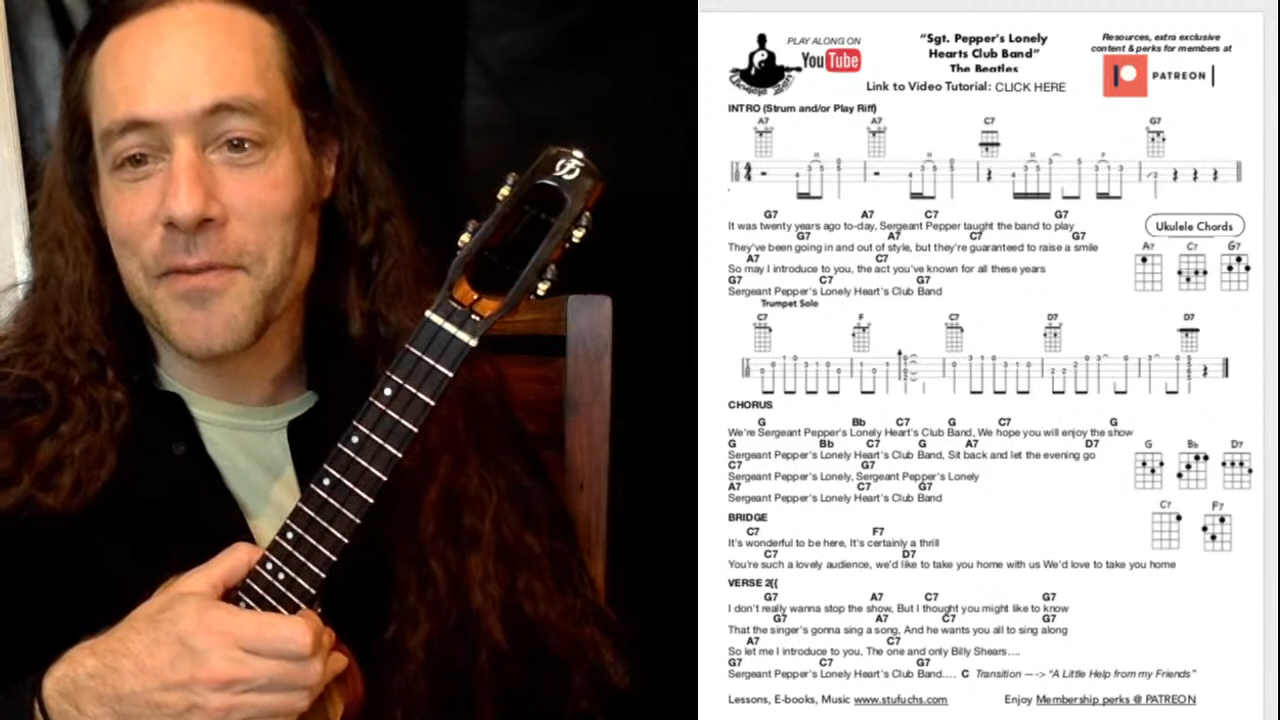 PLAY ALONG ON
YouTube
"Sgt. Pepper's Lonely
Hearts Club Band"
The Beatles
Link to Video Tutorial: CLICK HERE
Resources, extra exclusive
content & perks for members at
PATREON
INTRO (Strum and/or Play Riff)
A7 A7 C7 G7
G7 A7 C7 G7
It was twenty years ago to-day, Sergeant Pepper taught the band to play
G7 A7 C7 G7
They've been going in and out of style, but they're guaranteed to raise a smile
A7 C7
So may I introduce to you, the act you've known for all these years
G7 C7 G7
Sergeant Pepper's Lonely Heart's Club Band
Ukulele Chords
A7 C7 G7
Trumpet Solo
C7 F C7 D7 D7
CHORUS
G Bb C7 G C7 G
We're Sergeant Pepper's Lonely Heart's Club Band, We hope you will enjoy the show
G Bb C7 G A7 D7
Sergeant Pepper's Lonely Heart's Club Band, Sit back and let the evening go
C7 G7
Sergeant Pepper's Lonely, Sergeant Pepper's Lonely
A7 C7 G7
Sergeant Pepper's Lonely Heart's Club Band
G Bb D7
C7 F7
BRIDGE
C7 F7
It's wonderful to be here, It's certainly a thrill
C7 D7
You're such a lovely audience, we'd like to take you home with us We'd love to take you home
VERSE 2{{
G7 A7 C7 G7
I don't really wanna stop the show, But I thought you might like to know
G7 A7 C7 G7
That the singer's gonna sing a song, And he wants you all to sing along
A7 C7
So let me I introduce to you, The one and only Billy Shears….
G7 C7 G7
Sergeant Pepper's Lonely Heart's Club Band…. C Transition —-> "A Little Help from my Friends"
Lessons, E-books, Music www.stufuchs.com
Enjoy Membership perks @ PATREON